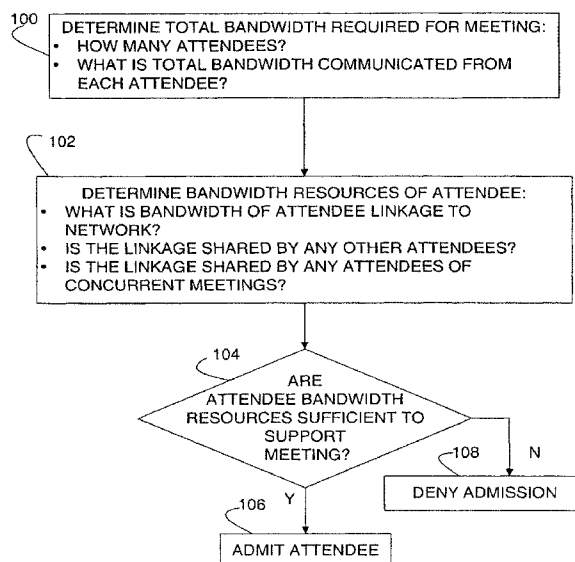 100
DETERMINE TOTAL BANDWIDTH REQUIRED FOR MEETING:
• HOW MANY ATTENDEES?
• WHAT IS TOTAL BANDWIDTH COMMUNICATED FROM
EACH ATTENDEE?
102
DETERMINE BANDWIDTH RESOURCES OF ATTENDEE:
• WHAT IS BANDWIDTH OF ATTENDEE LINKAGE TO
NETWORK?
• IS THE LINKAGE SHARED BY ANY OTHER ATTENDEES?
• IS THE LINKAGE SHARED BY ANY ATTENDEES OF
CONCURRENT MEETINGS?
104
ARE
ATTENDEE BANDWIDTH
RESOURCES SUFFICIENT TO
SUPPORT
MEETING?
N
108
DENY ADMISSION
Y
106
ADMIT ATTENDEE